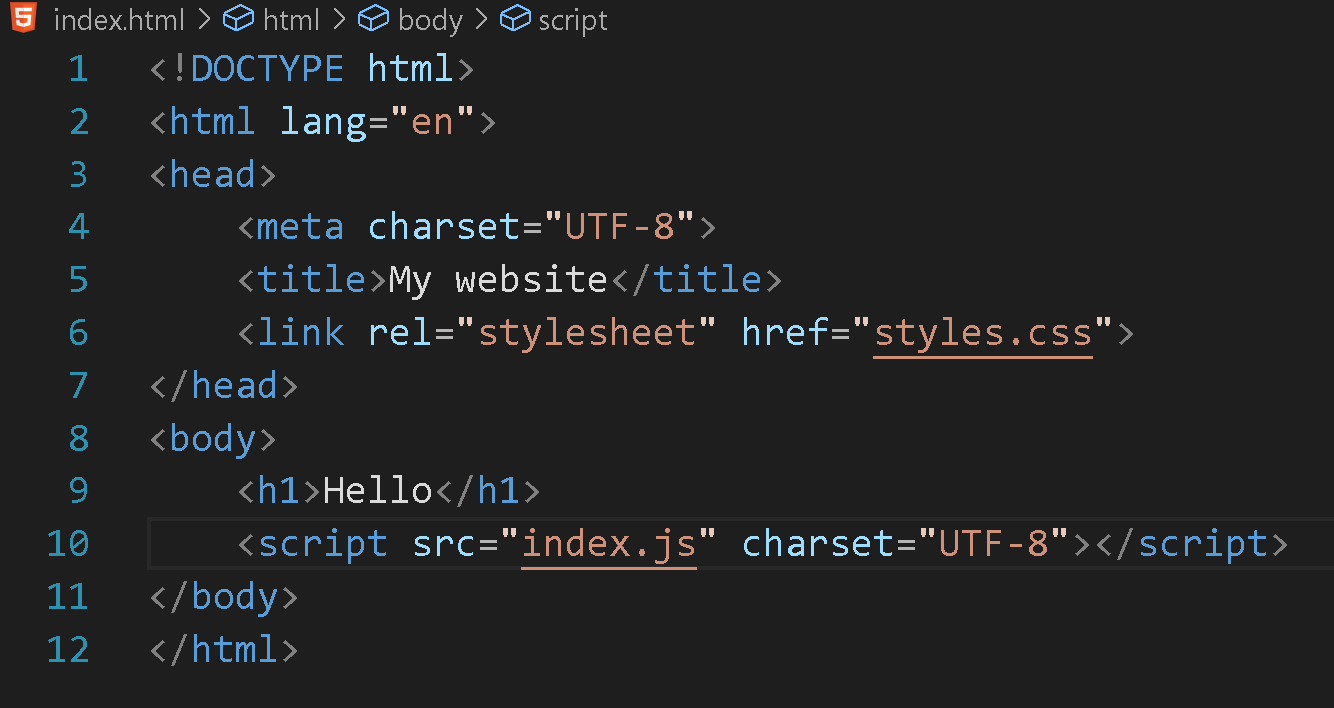 index.html > html > body > script
1 <!DOCTYPE html>
2 <html lang="en">
3 <head>
4     <meta charset="UTF-8">
5     <title>My website</title>
6     <link rel="stylesheet" href="styles.css">
7 </head>
8 <body>
9     <h1>Hello</h1>
10     <script src="index.js" charset="UTF-8"></script>
11 </body>
12 </html>